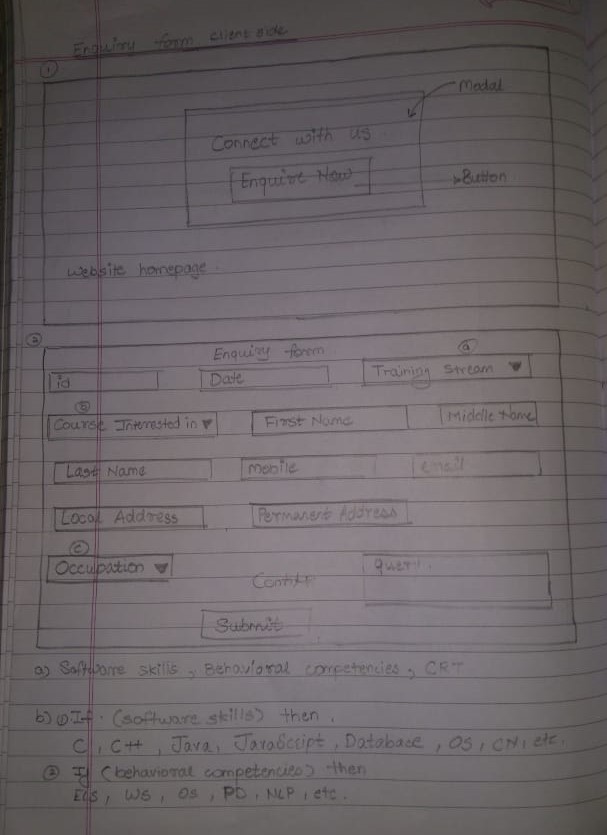 Enquiry form client side
①
Modal
Connect with us
Enquire Now
Button
website homepage.
②
Enquiry form
ⓐ
id Date Training Stream
ⓑ
Course Interested in First Name Middle Name
Last Name mobile email
Local Address Permanent Address
ⓒ
Occupation query.
Submit
a) Software skills, Behavioral competencies, CRT
b) ① If (software skills) then,
C, C++, Java, JavaScript, Database, OS, CN, etc.
② If (behavioral competencies) then
WS, OS, PD, NLP, etc.